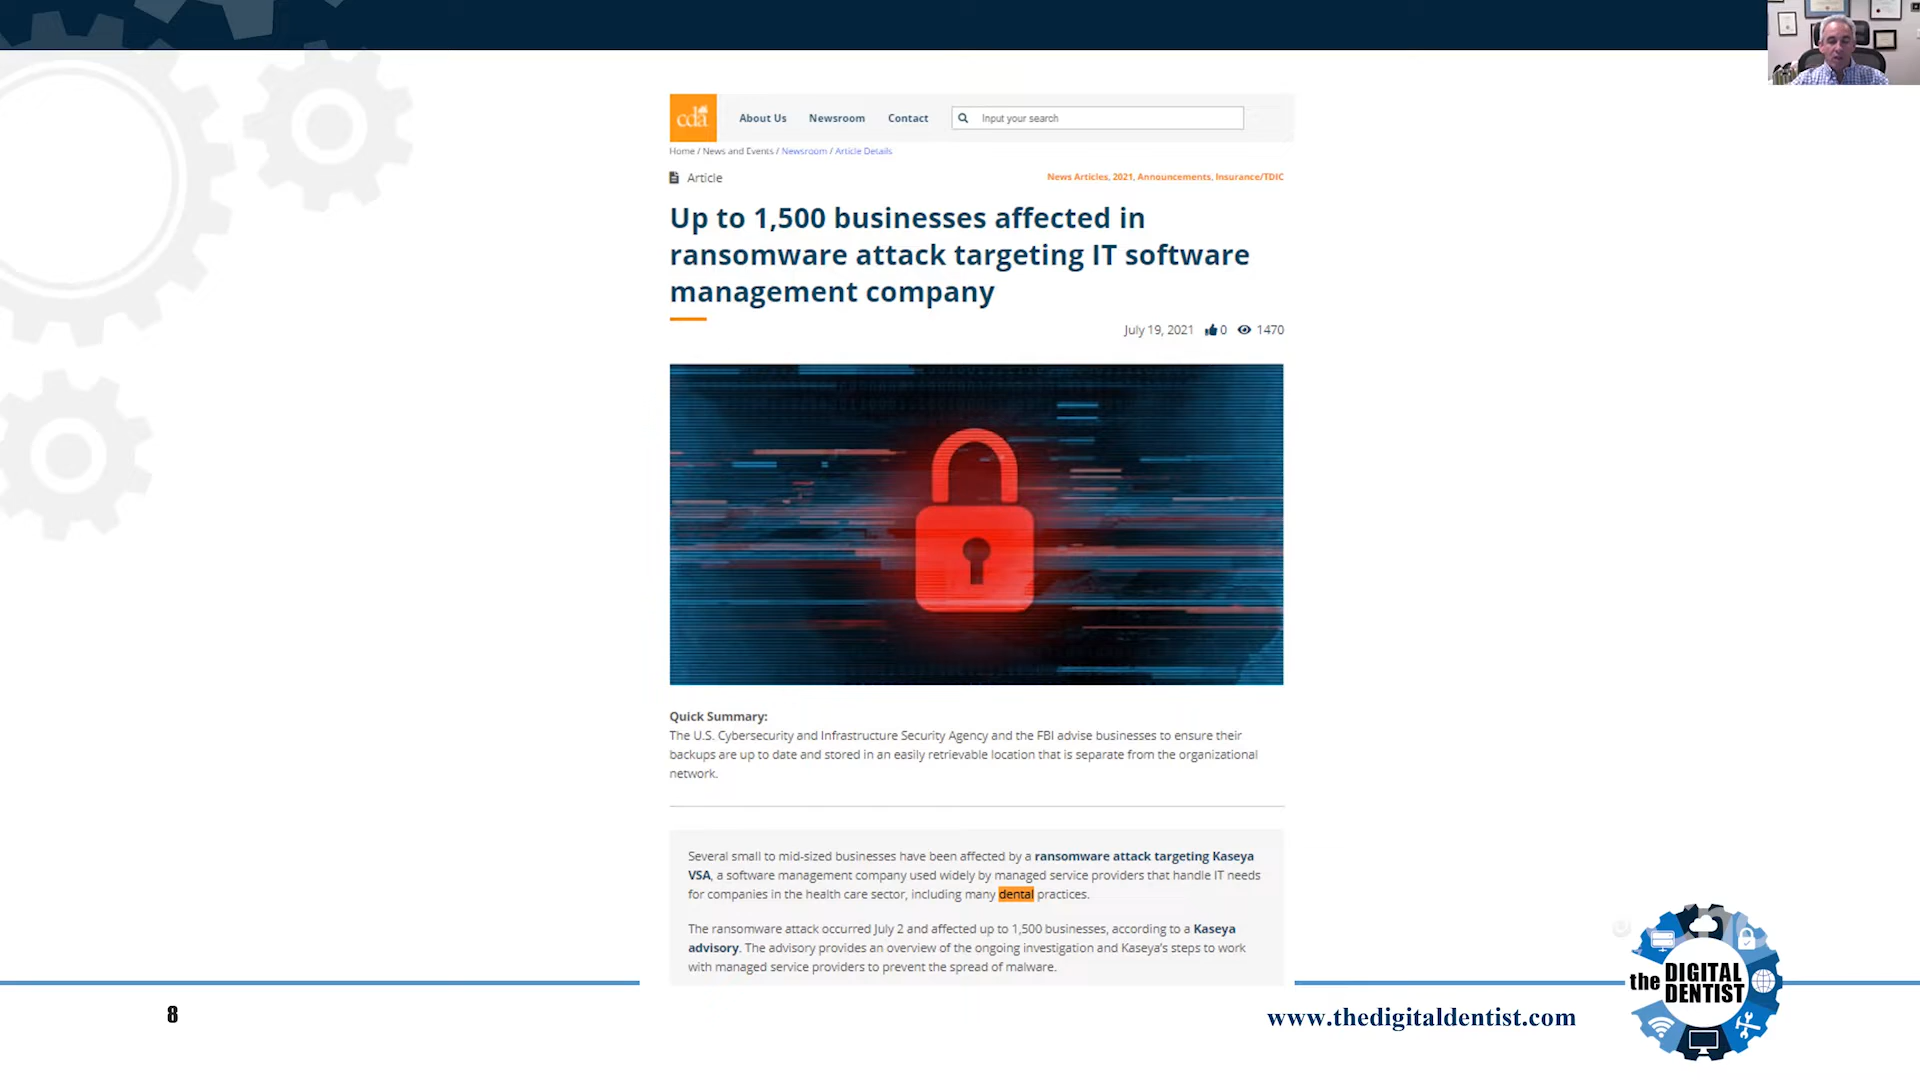 cda
About Us Newsroom Contact Input your search
Home / News and Events / Newsroom / Article Details
Article
News Articles, 2021, Announcements, Insurance/TDIC
Up to 1,500 businesses affected in
ransomware attack targeting IT software
management company
July 19, 2021 0 1470
Quick Summary:
The U.S. Cybersecurity and Infrastructure Security Agency and the FBI advise businesses to ensure their
backups are up to date and stored in an easily retrievable location that is separate from the organizational
network.
Several small to mid-sized businesses have been affected by a ransomware attack targeting Kaseya
VSA, a software management company used widely by managed service providers that handle IT needs
for companies in the health care sector, including many dental practices.
The ransomware attack occurred July 2 and affected up to 1,500 businesses, according to a Kaseya
advisory. The advisory provides an overview of the ongoing investigation and Kaseya's steps to work
with managed service providers to prevent the spread of malware.
8
www.thedigitaldentist.com
the DIGITAL
DENTIST